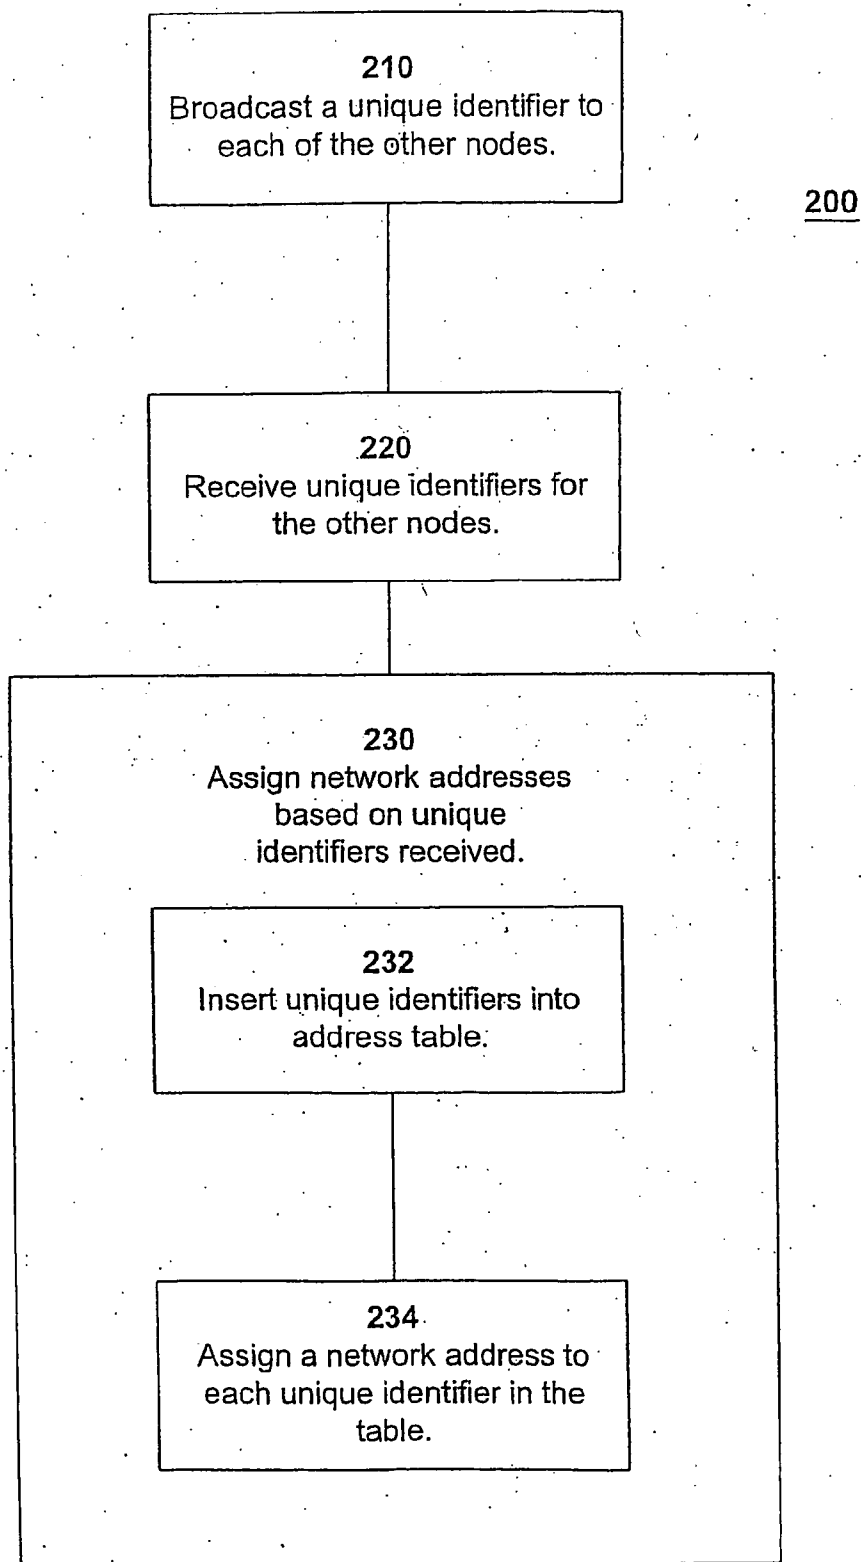 210
Broadcast a unique identifier to
each of the other nodes.
200
220
Receive unique identifiers for
the other nodes.
230
Assign network addresses
based on unique
identifiers received.
232
Insert unique identifiers into
address table.
234
Assign a network address to
each unique identifier in the
table.